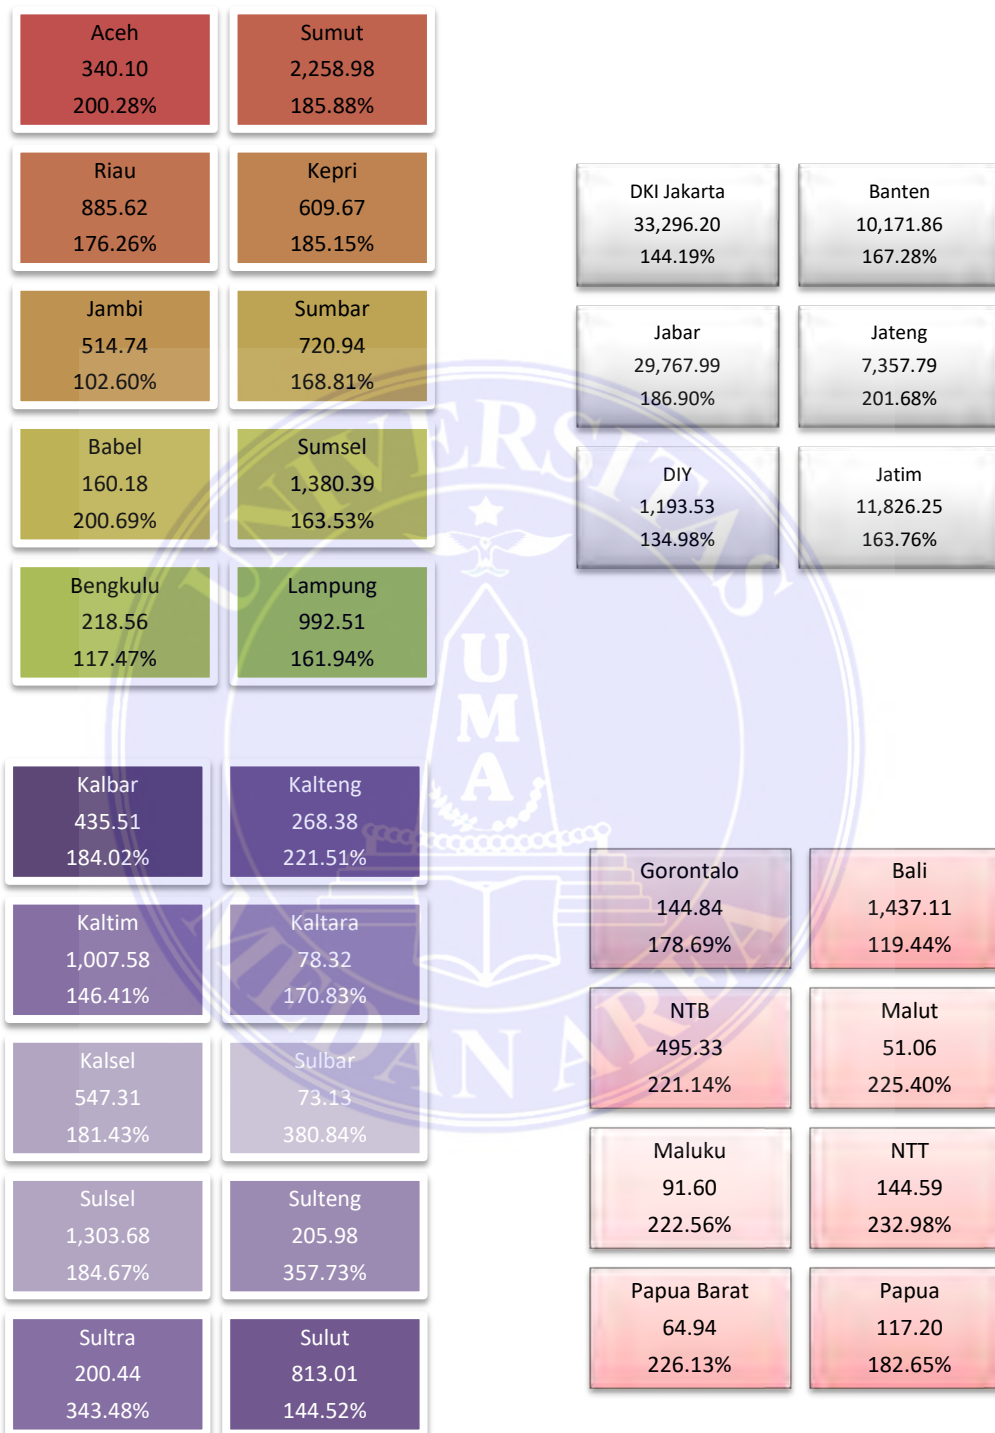 Aceh
340.10
200.28%
Sumut
2,258.98
185.88%
Riau
885.62
176.26%
Kepri
609.67
185.15%
Jambi
514.74
102.60%
Sumbar
720.94
168.81%
Babel
160.18
200.69%
Sumsel
1,380.39
163.53%
Bengkulu
218.56
117.47%
Lampung
992.51
161.94%
DKI Jakarta
33,296.20
144.19%
Banten
10,171.86
167.28%
Jabar
29,767.99
186.90%
Jateng
7,357.79
201.68%
DIY
1,193.53
134.98%
Jatim
11,826.25
163.76%
Kalbar
435.51
184.02%
Kalteng
268.38
221.51%
Kaltim
1,007.58
146.41%
Kaltara
78.32
170.83%
Kalsel
547.31
181.43%
Sulbar
73.13
380.84%
Sulsel
1,303.68
184.67%
Sulteng
205.98
357.73%
Sultra
200.44
343.48%
Sulut
813.01
144.52%
Gorontalo
144.84
178.69%
Bali
1,437.11
119.44%
NTB
495.33
221.14%
Malut
51.06
225.40%
Maluku
91.60
222.56%
NTT
144.59
232.98%
Papua Barat
64.94
226.13%
Papua
117.20
182.65%
UNIVERSITAS
UMA
MEDAN AREA